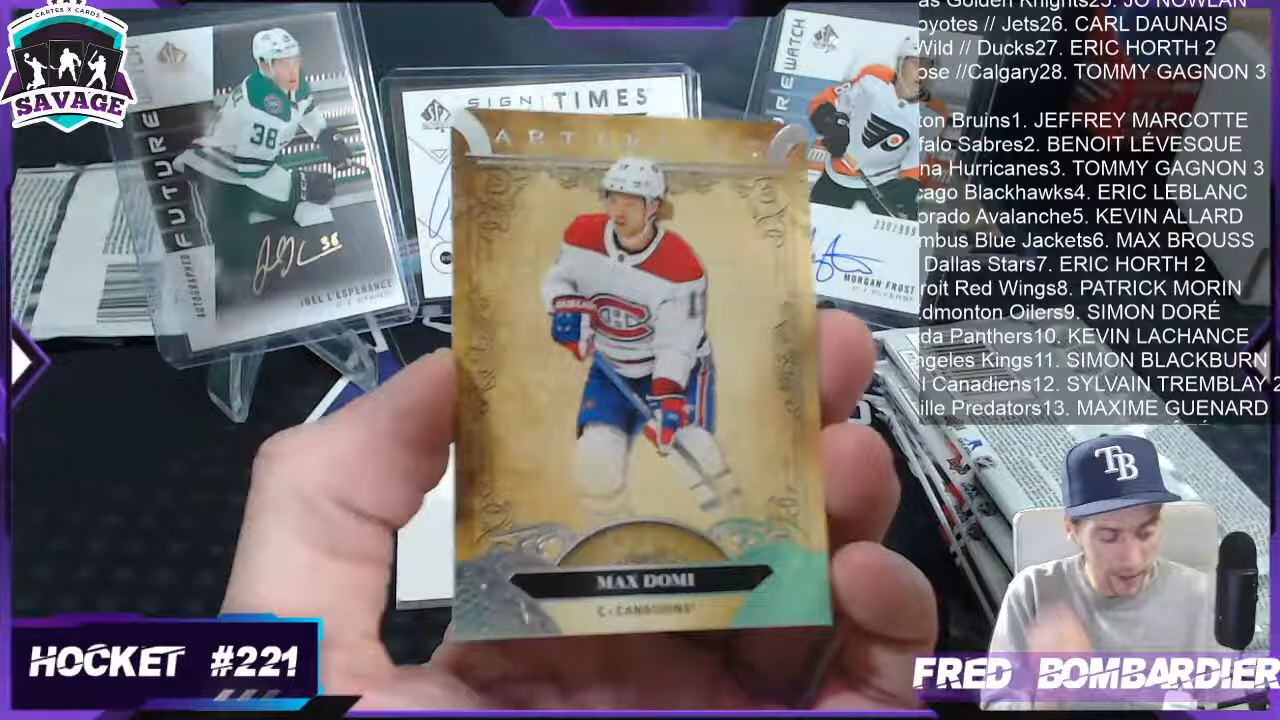 CARTES X CARDS
SAVAGE
as Golden Knights25. JO NOWLAN
oyotes // Jets26. CARL DAUNAIS
Wild // Ducks27. ERIC HORTH 2
ose //Calgary28. TOMMY GAGNON 3
ton Bruins1. JEFFREY MARCOTTE
falo Sabres2. BENOIT LÉVESQUE
na Hurricanes3. TOMMY GAGNON 3
cago Blackhawks4. ERIC LEBLANC
orado Avalanche5. KEVIN ALLARD
mbus Blue Jackets6. MAX BROUSS
Dallas Stars7. ERIC HORTH 2
roit Red Wings8. PATRICK MORIN
dmonton Oilers9. SIMON DORÉ
da Panthers10. KEVIN LACHANCE
ngeles Kings11. SIMON BLACKBURN
l Canadiens12. SYLVAIN TREMBLAY 2
ille Predators13. MAXIME GUENARD
AUTOGRAPHED FUTURE
38
38
JOEL L'ESPERANCE
SIGN TIMES
ARTI
MAX DOMI
C • CANADIENS
URE WATCH
230/999
MORGAN FROST
TB
HOCKET #221
FRED BOMBARDIER